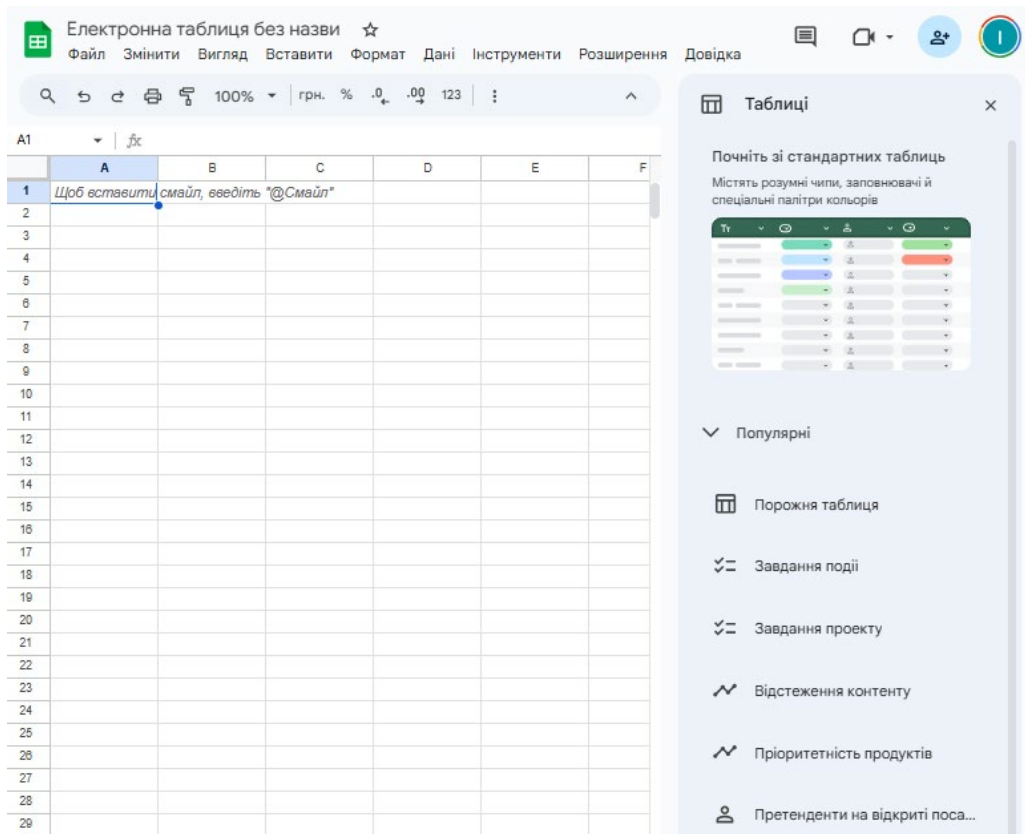 Електронна таблиця без назви
Файл Змінити Вигляд Вставити Формат Дані Інструменти Розширення Довідка
І
100% грн. % .0 .00 123
A1 fx
A B C D E F
1 Щоб вставити смайл, введіть "@Смайл"
2
3
4
5
6
7
8
9
10
11
12
13
14
15
16
17
18
19
20
21
22
23
24
25
26
27
28
29
Таблиці
Почніть зі стандартних таблиць
Містять розумні чипи, заповнювачі й
спеціальні палітри кольорів
Тт
Популярні
Порожня таблиця
Завдання події
Завдання проекту
Відстеження контенту
Пріоритетність продуктів
Претенденти на відкриті поса...